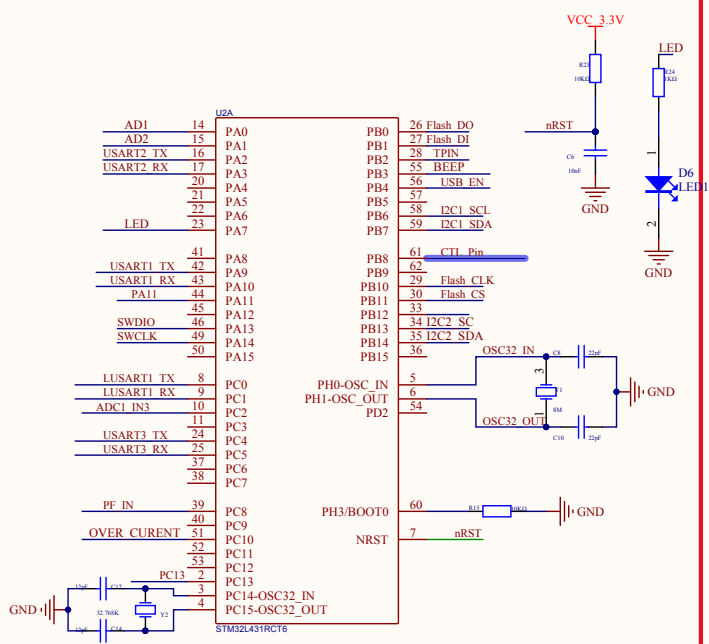 VCC_3.3V
LED
R23
10KΩ
R24
1KΩ
nRST
C6
10nF
GND
1
D6
LED1
2
GND
U2A
AD1 14 PA0 PB0 26 Flash_DO
AD2 15 PA1 PB1 27 Flash_DI
USART2_TX 16 PA2 PB2 28 TPIN
USART2_RX 17 PA3 PB3 55 BEEP
20 PA4 PB4 56 USB_EN
21 PA5 PB5 57
22 PA6 PB6 58 I2C1_SCL
LED 23 PA7 PB7 59 I2C1_SDA
41 PA8 PB8 61 CTL_Pin
USART1_TX 42 PA9 PB9 62
USART1_RX 43 PA10 PB10 29 Flash_CLK
PA11 44 PA11 PB11 30 Flash_CS
45 PA12 PB12 33
SWDIO 46 PA13 PB13 34 I2C2_SC
SWCLK 49 PA14 PB14 35 I2C2_SDA
50 PA15 PB15 36
LUSART1_TX 8 PC0 PH0-OSC_IN 5
LUSART1_RX 9 PC1 PH1-OSC_OUT 6
ADC1_IN3 10 PC2 PD2 54
11 PC3
USART3_TX 24 PC4
USART3_RX 25 PC5
37 PC6
38 PC7
PF_IN 39 PC8 PH3/BOOT0 60
40 PC9
OVER_CURENT 51 PC10 NRST 7 nRST
52 PC11
53 PC12
PC13 2 PC13
3 PC14-OSC32_IN
4 PC15-OSC32_OUT
STM32L431RCT6
OSC32_IN
C8 22pF
3
Y1
8M
1
GND
OSC32_OUT
C10 22pF
R15 10KΩ
GND
12pF C12
GND
32.768K
Y2
12pF C14